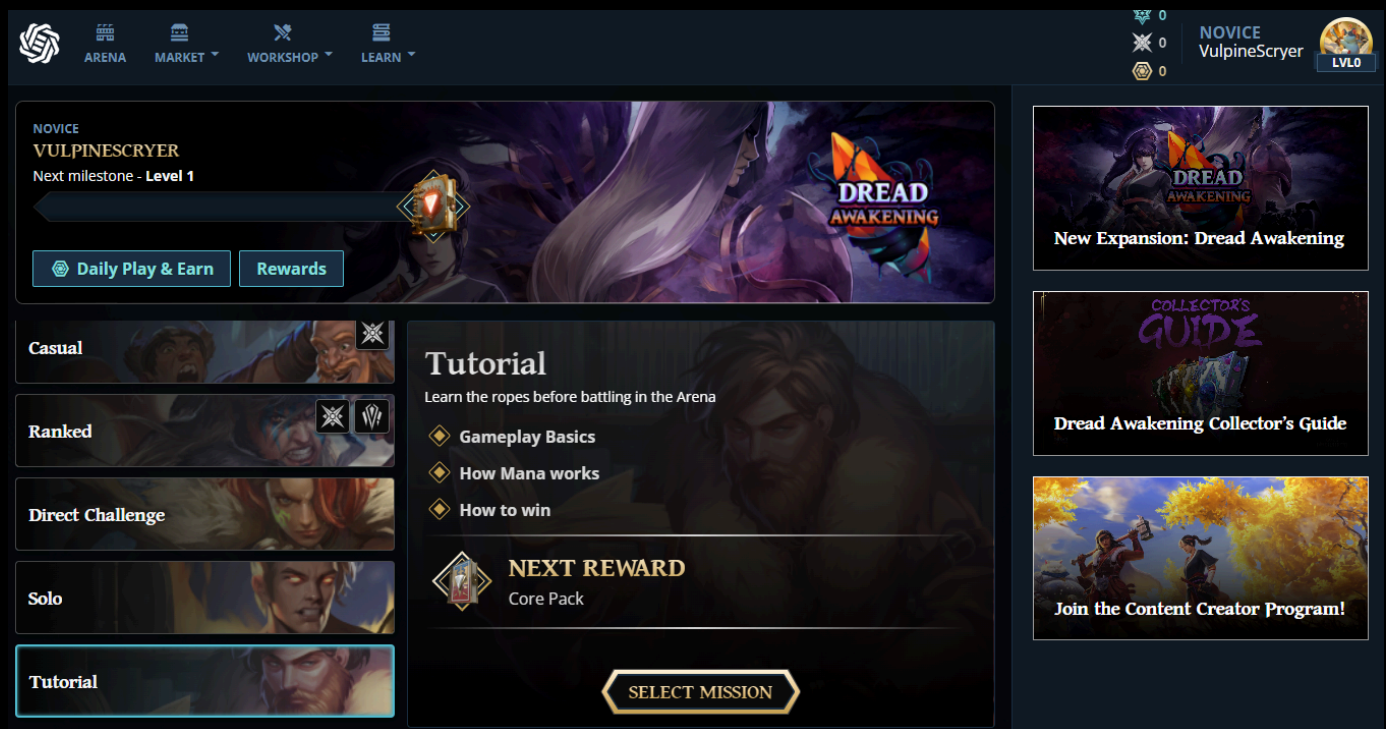 ARENA
MARKET
WORKSHOP
LEARN
0
0
0
NOVICE
VulpineScryer
LVL0
NOVICE
VULPINESCRYER
Next milestone - Level 1
Daily Play & Earn
Rewards
DREAD
AWAKENING
Casual
Ranked
Direct Challenge
Solo
Tutorial
Tutorial
Learn the ropes before battling in the Arena
Gameplay Basics
How Mana works
How to win
NEXT REWARD
Core Pack
SELECT MISSION
DREAD
AWAKENING
New Expansion: Dread Awakening
COLLECTOR'S
GUIDE
Dread Awakening Collector's Guide
Join the Content Creator Program!